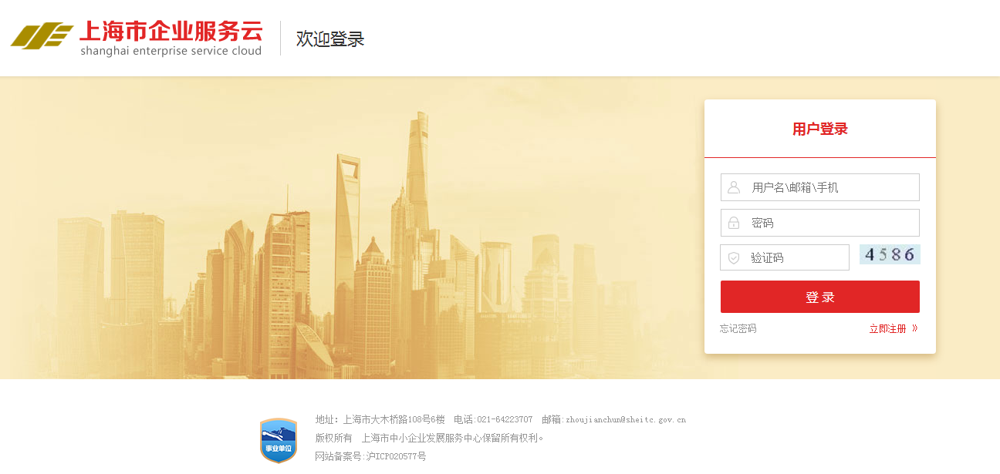 上海市企业服务云
shanghai enterprise service cloud
欢迎登录
用户登录
用户名\邮箱\手机
密码
验证码
4586
登 录
忘记密码 立即注册 》
地址：上海市大木桥路108号6楼 电话:021-64223707 邮箱:zhoujianchun@sheitc.gov.cn
版权所有 上海市中小企业发展服务中心保留所有权利。
网站备案号:沪ICP020577号
事业单位